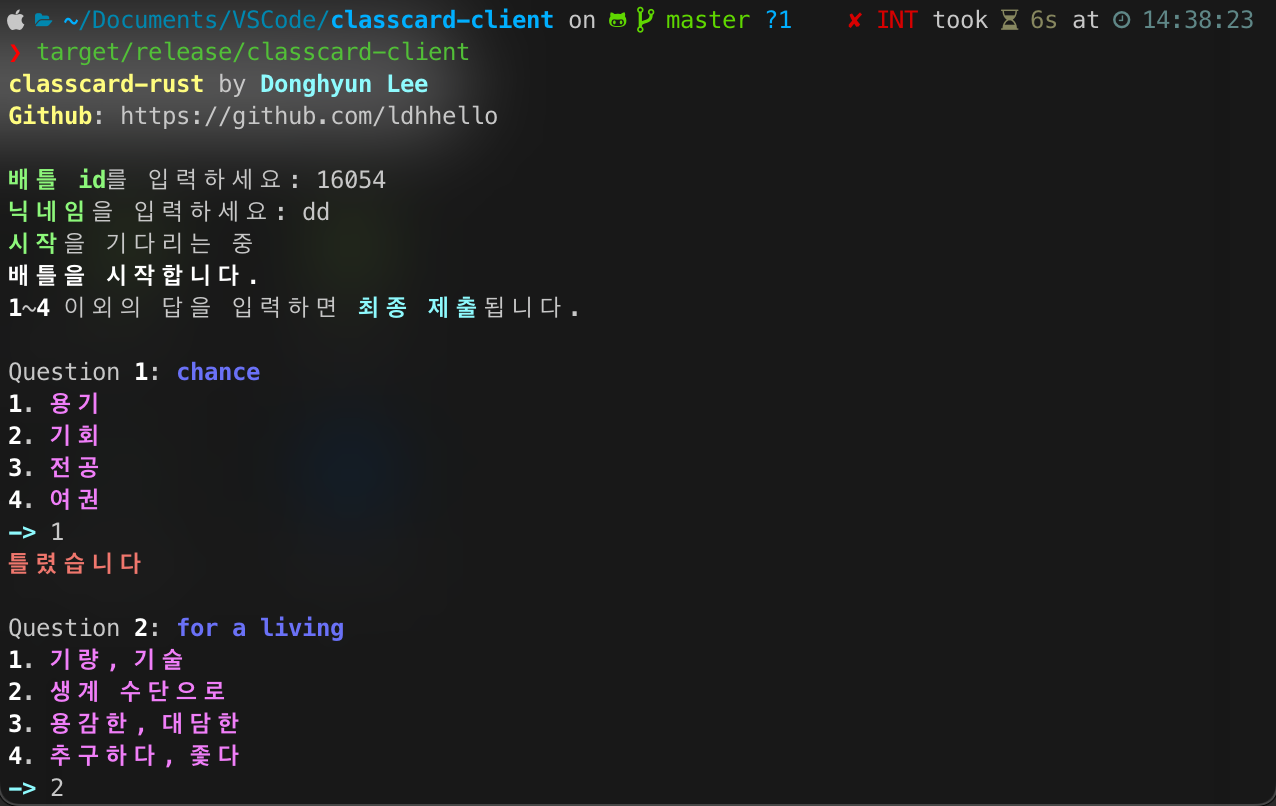 ~/Documents/VSCode/classcard-client on master ?1 ✘ INT took 6s at 14:38:23
❯ target/release/classcard-client
classcard-rust by Donghyun Lee
Github: https://github.com/ldhhello
배틀 id를 입력하세요: 16054
닉네임을 입력하세요: dd
시작을 기다리는 중
배틀을 시작합니다.
1~4 이외의 답을 입력하면 최종 제출됩니다.
Question 1: chance
1. 용기
2. 기회
3. 전공
4. 여권
-> 1
틀렸습니다
Question 2: for a living
1. 기량, 기술
2. 생계 수단으로
3. 용감한, 대담한
4. 추구하다, 좇다
-> 2